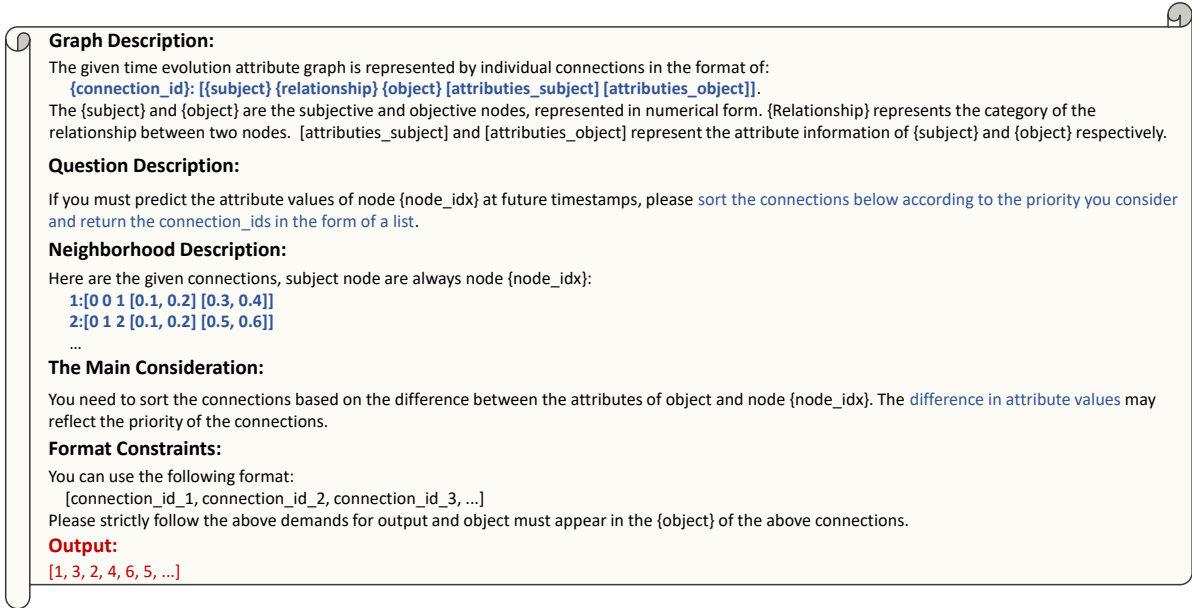 Graph Description:
The given time evolution attribute graph is represented by individual connections in the format of:
{connection_id}: [{subject} {relationship} {object} [attributies_subject] [attributies_object]].
The {subject} and {object} are the subjective and objective nodes, represented in numerical form. {Relationship} represents the category of the
relationship between two nodes. [attributies_subject] and [attributies_object] represent the attribute information of {subject} and {object} respectively.
Question Description:
If you must predict the attribute values of node {node_idx} at future timestamps, please sort the connections below according to the priority you consider
and return the connection_ids in the form of a list.
Neighborhood Description:
Here are the given connections, subject node are always node {node_idx}:
1:[0 0 1 [0.1, 0.2] [0.3, 0.4]]
2:[0 1 2 [0.1, 0.2] [0.5, 0.6]]
...
The Main Consideration:
You need to sort the connections based on the difference between the attributes of object and node {node_idx}. The difference in attribute values may
reflect the priority of the connections.
Format Constraints:
You can use the following format:
[connection_id_1, connection_id_2, connection_id_3, ...]
Please strictly follow the above demands for output and object must appear in the {object} of the above connections.
Output:
[1, 3, 2, 4, 6, 5, ...]